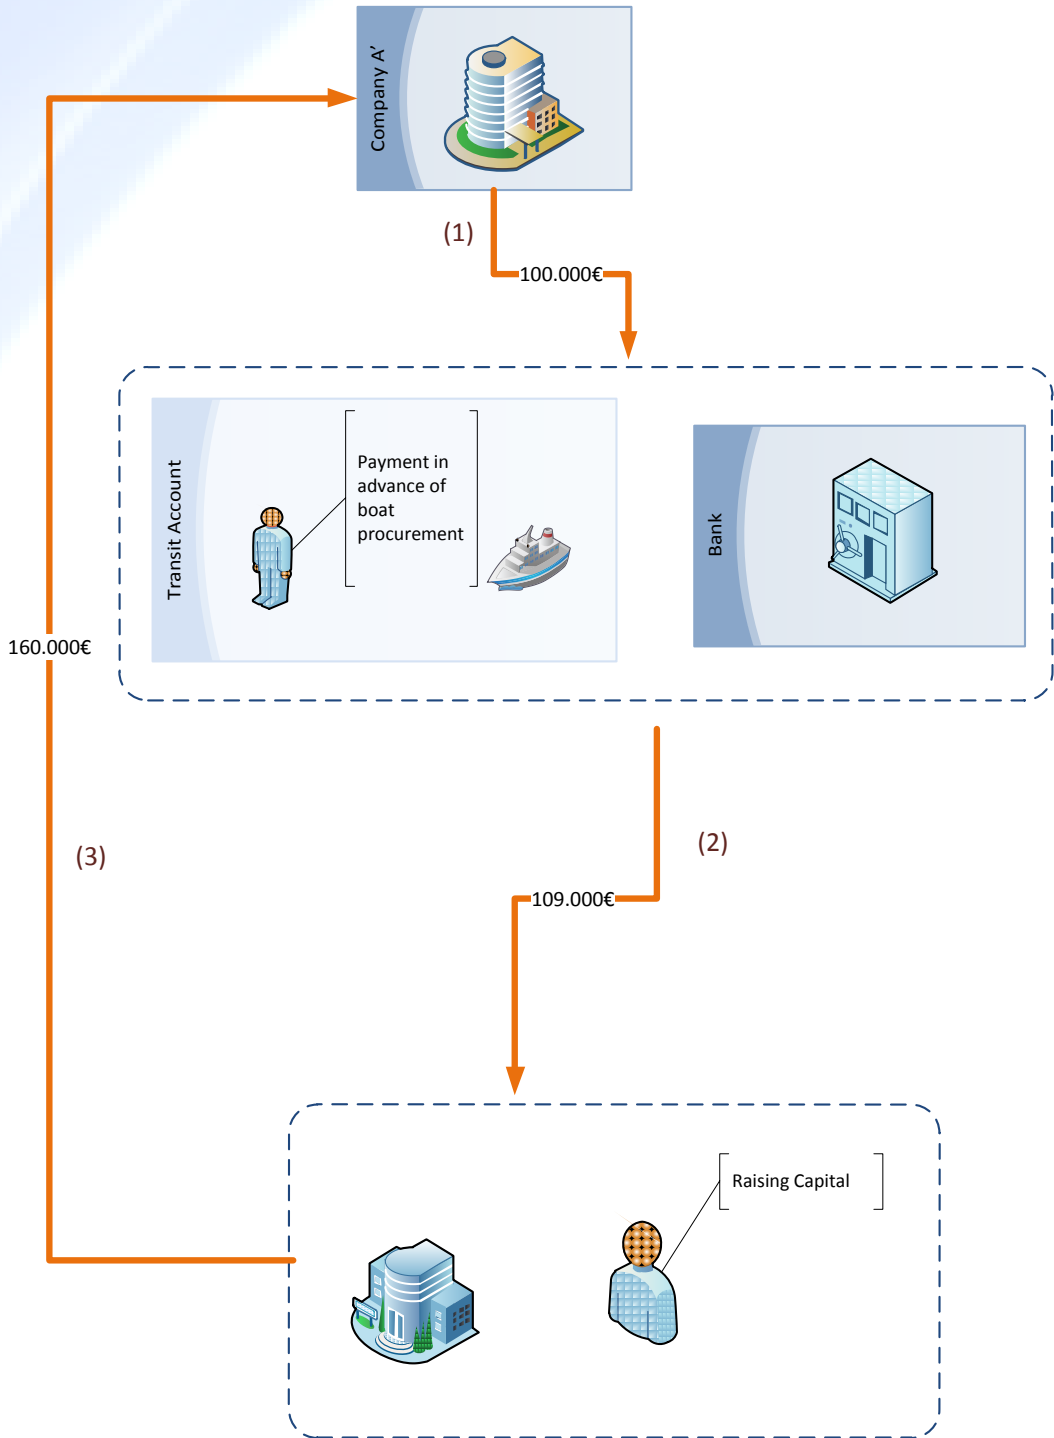 Company A’
(1)
100.000€
Transit Account
Payment in
advance of
boat
procurement
Bank
160.000€
(3)
(2)
109.000€
Raising Capital